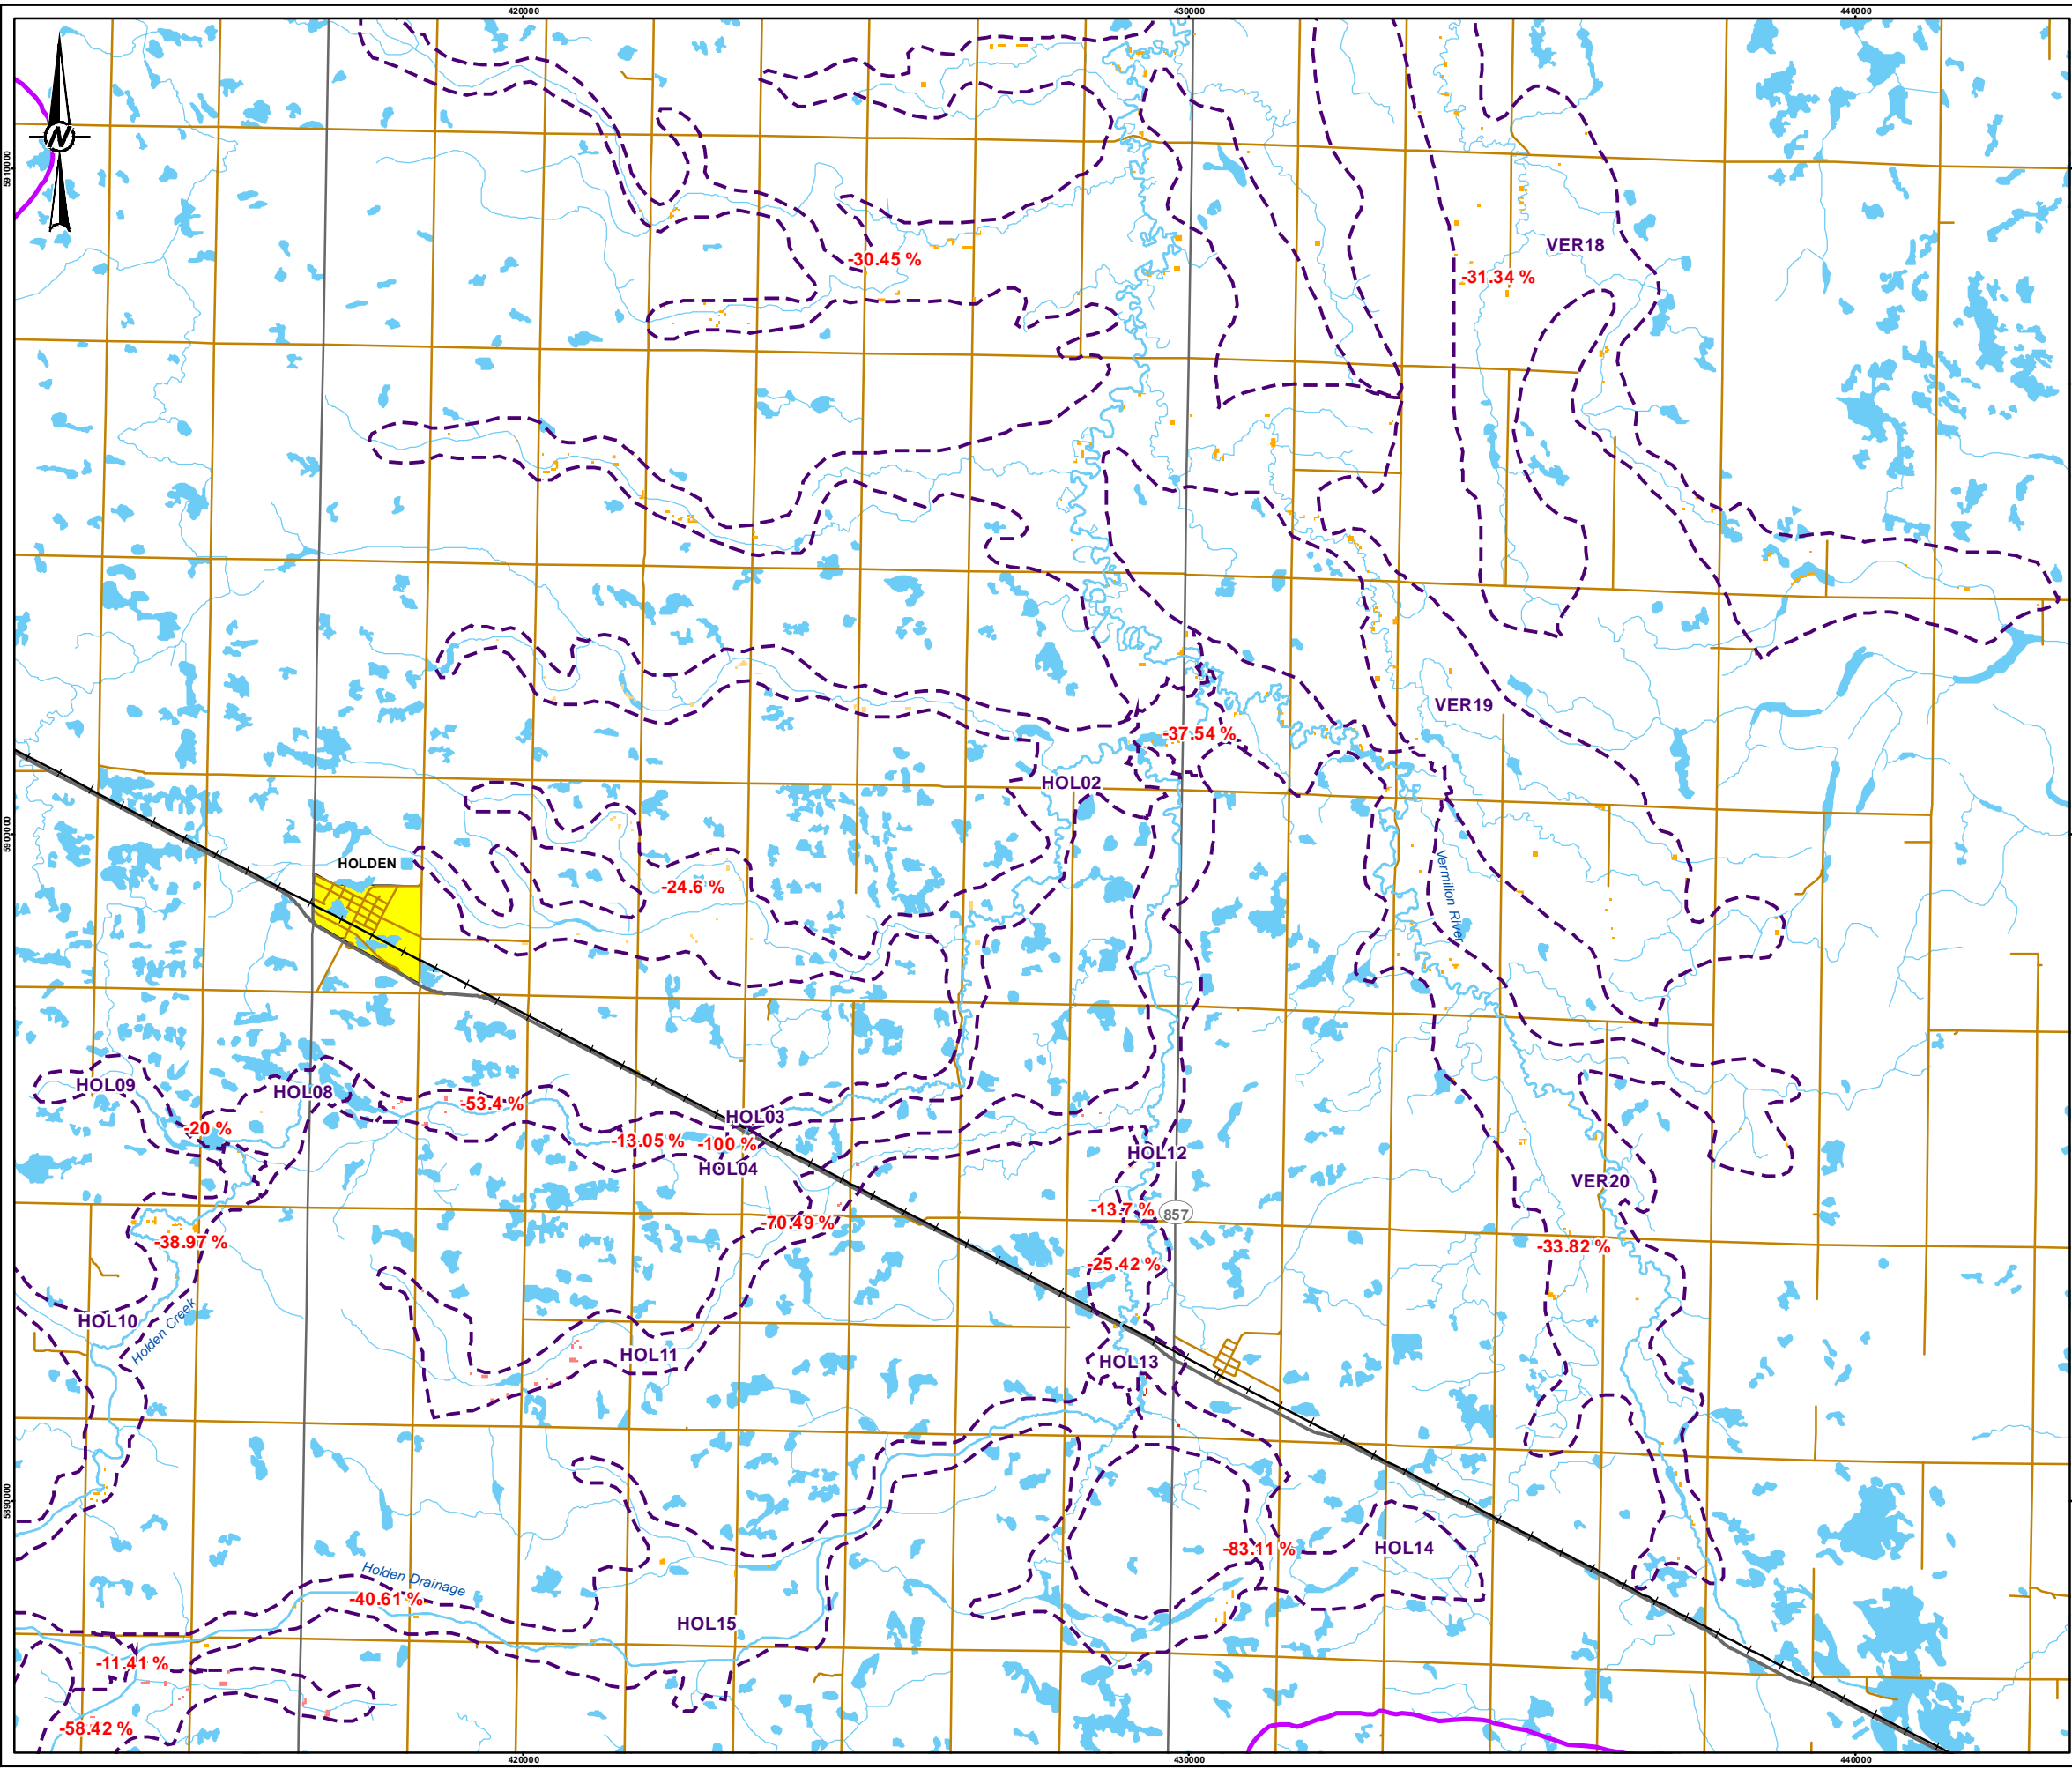 420000
430000
440000
N
5910000
VER18
-30.45 %
-31.34 %
VER19
-37.54 %
HOL02
5900000
HOLDEN
-24.6 %
Vermilion River
HOL09
HOL08
-53.4 %
HOL03
-20 %
-13.05 %
-100 %
HOL12
HOL04
VER20
-13.7 %
857
-70.49 %
-38.97 %
-33.82 %
-25.42 %
HOL10
Holden Creek
HOL11
HOL13
5890000
HOL14
-83.11 %
Holden Drainage
-40.61 %
HOL15
-11.41 %
-58.42 %
420000
430000
440000